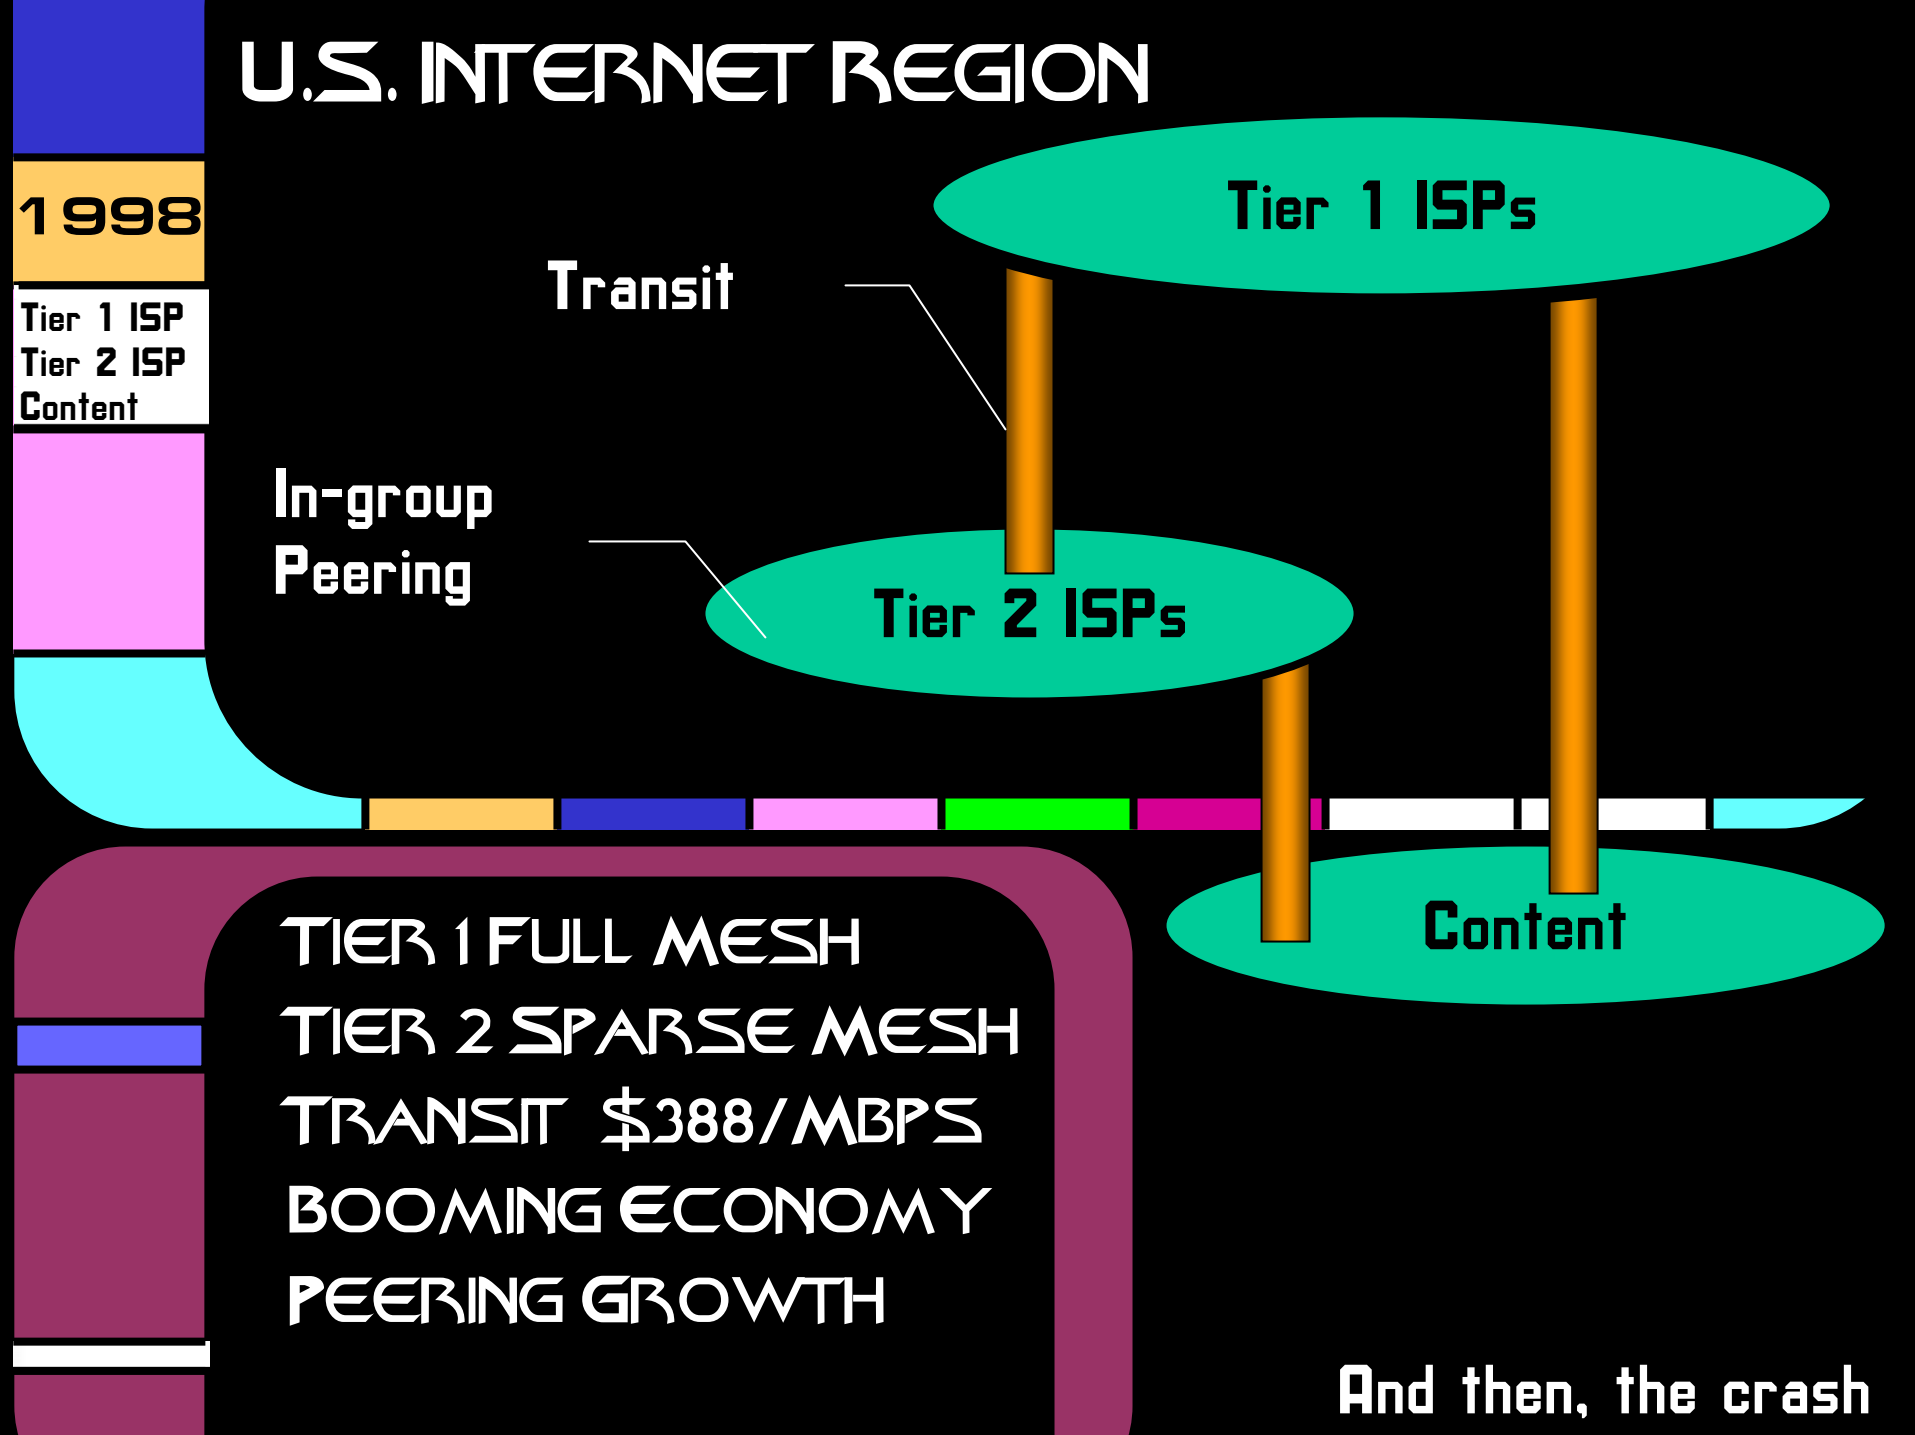 U.S. Internet Region
1998
Tier 1 ISP
Tier 2 ISP
Content
Tier 1 ISPs
Transit
In-group
Peering
Tier 2 ISPs
Content
Tier 1 Full Mesh
Tier 2 Sparse Mesh
Transit $388/Mbps
Booming Economy
Peering Growth
And then, the crash